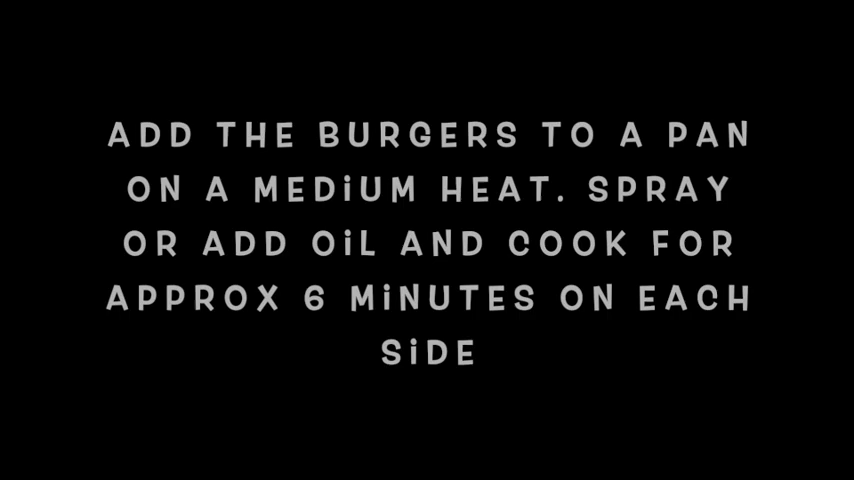 ADD THE BURGERS TO A PAN
ON A MEDiUM HEAT. SPRAY
OR ADD OiL AND COOK FOR
APPROX 6 MiNUTES ON EACH
SiDE